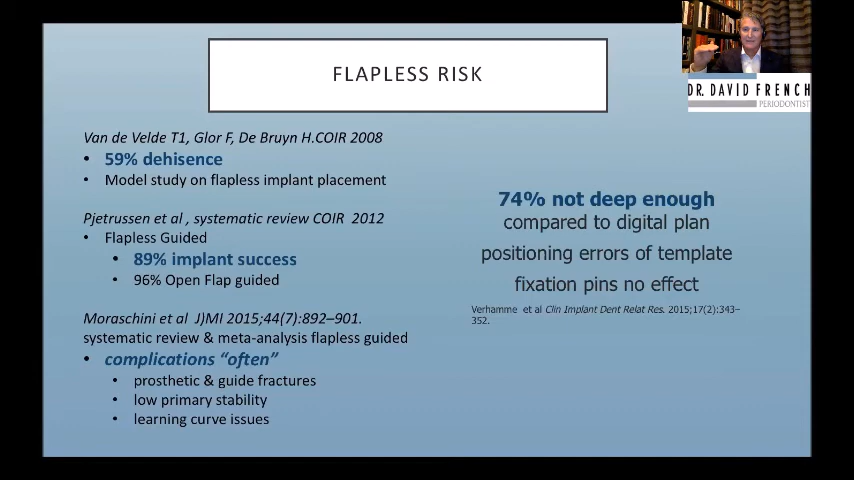 FLAPLESS RISK
DR. DAVID FRENCH
PERIODONTIST
Van de Velde T1, Glor F, De Bruyn H.COIR 2008
• 59% dehisence
• Model study on flapless implant placement
Pjetrussen et al , systematic review COIR 2012
• Flapless Guided
• 89% implant success
• 96% Open Flap guided
Moraschini et al IJ)MI 2015;44(7):892–901.
systematic review & meta-analysis flapless guided
• complications “often”
• prosthetic & guide fractures
• low primary stability
• learning curve issues
74% not deep enough
compared to digital plan
positioning errors of template
fixation pins no effect
Verhamme et al Clin Implant Dent Relat Res. 2015;17(2):343–
352.